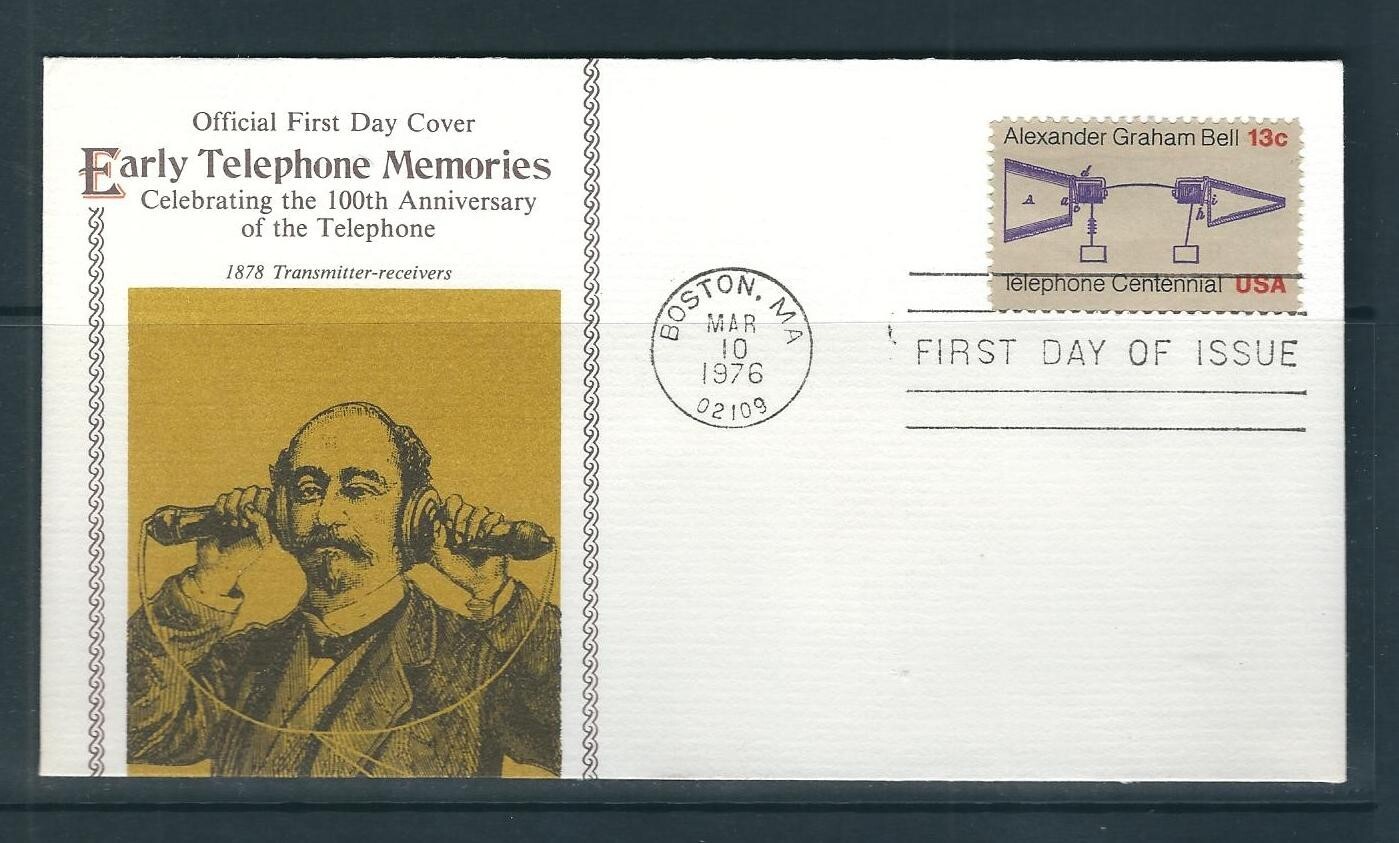 Official First Day Cover
Early Telephone Memories
Celebrating the 100th Anniversary
of the Telephone
1878 Transmitter-receivers
Alexander Graham Bell 13c
A a c d h i
Telephone Centennial USA
BOSTON, MA
MAR
10
1976
02109
FIRST DAY OF ISSUE